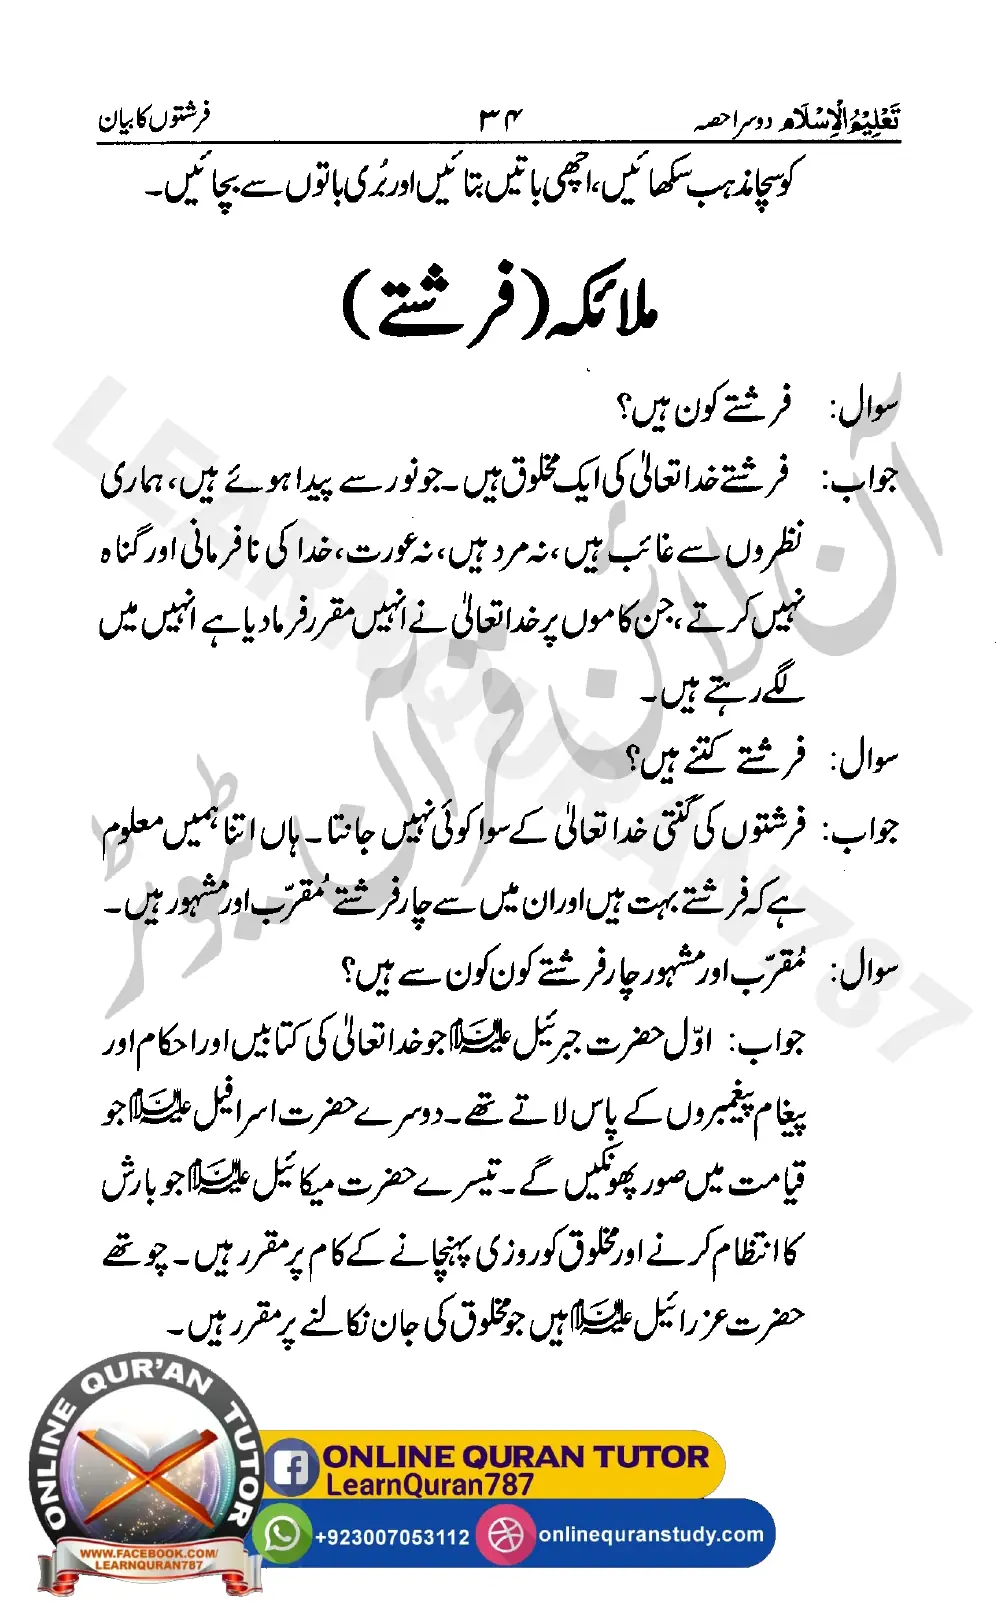 تَعْلِیْمُ الْاِسْلَام دوسرا حصہ ۳۴ فرشتوں کا بیان
کو سچا مذہب سکھائیں، اچھی باتیں بتائیں اور بُری باتوں سے بچائیں۔
ملائکہ (فرشتے)
سوال: فرشتے کون ہیں؟
جواب: فرشتے خدا تعالیٰ کی ایک مخلوق ہیں۔ جو نور سے پیدا ہوئے ہیں، ہماری
نظروں سے غائب ہیں، نہ مرد ہیں، نہ عورت، خدا کی نافرمانی اور گناہ
نہیں کرتے، جن کاموں پر خدا تعالیٰ نے انہیں مقرر فرما دیا ہے انہیں میں
لگے رہتے ہیں۔
سوال: فرشتے کتنے ہیں؟
جواب: فرشتوں کی گنتی خدا تعالیٰ کے سوا کوئی نہیں جانتا۔ ہاں اتنا ہمیں معلوم
ہے کہ فرشتے بہت ہیں اور ان میں سے چار فرشتے مُقرّب اور مشہور ہیں۔
سوال: مُقرّب اور مشہور چار فرشتے کون کون سے ہیں؟
جواب: اوّل حضرت جبرئیل علیہ السلام جو خدا تعالیٰ کی کتابیں اور احکام اور
پیغام پیغمبروں کے پاس لاتے تھے۔ دوسرے حضرت اسرافیل علیہ السلام جو
قیامت میں صور پھونکیں گے۔ تیسرے حضرت میکائیل علیہ السلام جو بارش
کا انتظام کرنے اور مخلوق کو روزی پہنچانے کے کام پر مقرر ہیں۔ چوتھے
حضرت عزرائیل علیہ السلام ہیں جو مخلوق کی جان نکالنے پر مقرر ہیں۔
آن لائن قرآن ٹیوٹر
LEARNQURAN787
ONLINE QUR'AN TUTOR
WWW.FACEBOOK.COM/
LEARNQURAN787
ONLINE QURAN TUTOR
LearnQuran787
+923007053112 onlinequranstudy.com